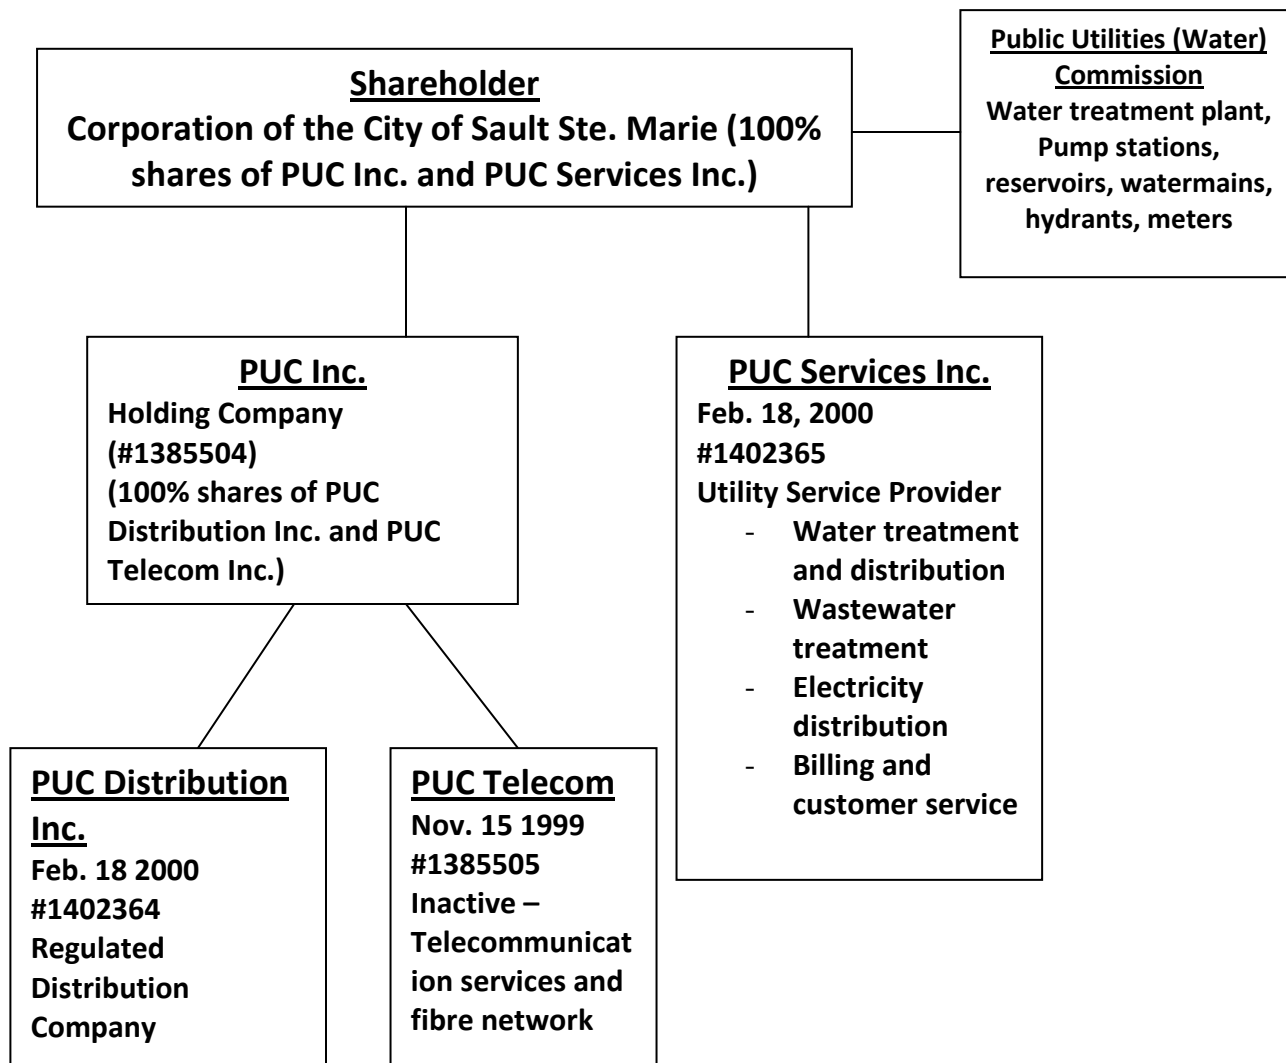 Public Utilities (Water)
Commission
Water treatment plant,
Pump stations,
reservoirs, watermains,
hydrants, meters
Shareholder
Corporation of the City of Sault Ste. Marie (100%
shares of PUC Inc. and PUC Services Inc.)
PUC Inc.
Holding Company
(#1385504)
(100% shares of PUC
Distribution Inc. and PUC
Telecom Inc.)
PUC Services Inc.
Feb. 18, 2000
#1402365
Utility Service Provider
- Water treatment
and distribution
- Wastewater
treatment
- Electricity
distribution
- Billing and
customer service
PUC Distribution
Inc.
Feb. 18 2000
#1402364
Regulated
Distribution
Company
PUC Telecom
Nov. 15 1999
#1385505
Inactive –
Telecommunicat
ion services and
fibre network